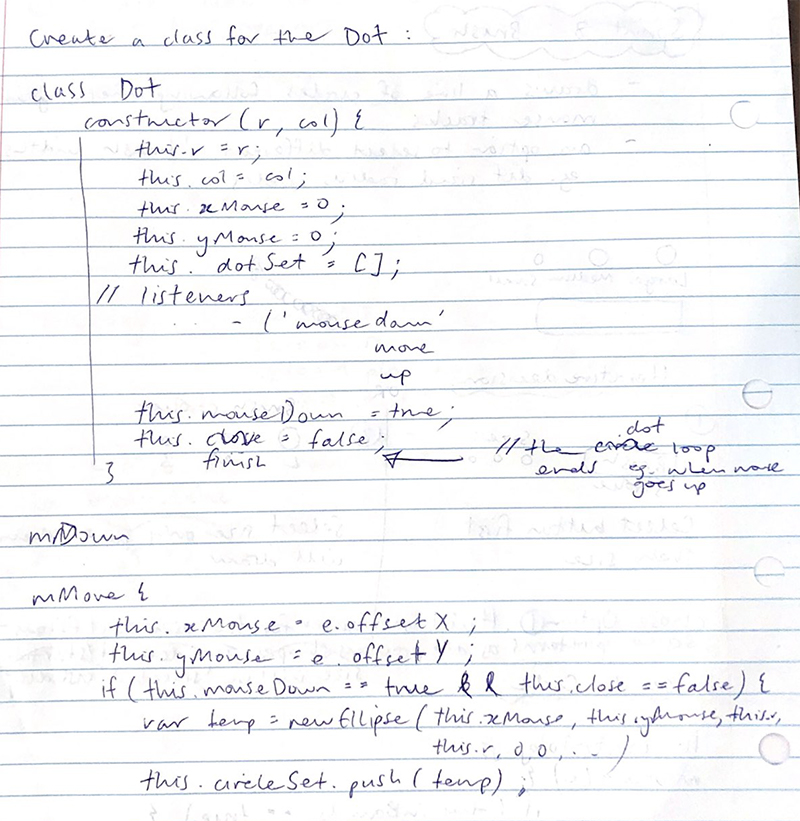 Create a class for the Dot :
class Dot
constructor (r, col) {
this.r = r;
this.col = col;
this.xMouse = 0;
this.yMouse = 0;
this. dotSet = [];
// listeners
- ('mousedown'
move
up
this.mouseDown = true;
this.close = false;
finish
// the dot loop
ends eg. when mouse
goes up
}
mDown
mMove {
this.xMouse = e.offsetX ;
this.yMouse = e.offsetY ;
if (this.mouseDown == true && this.close == false) {
var temp = new Ellipse (this.xMouse, this.yMouse, this.r,
this.r, 0, 0, ... )
this.circleSet.push (temp) ;